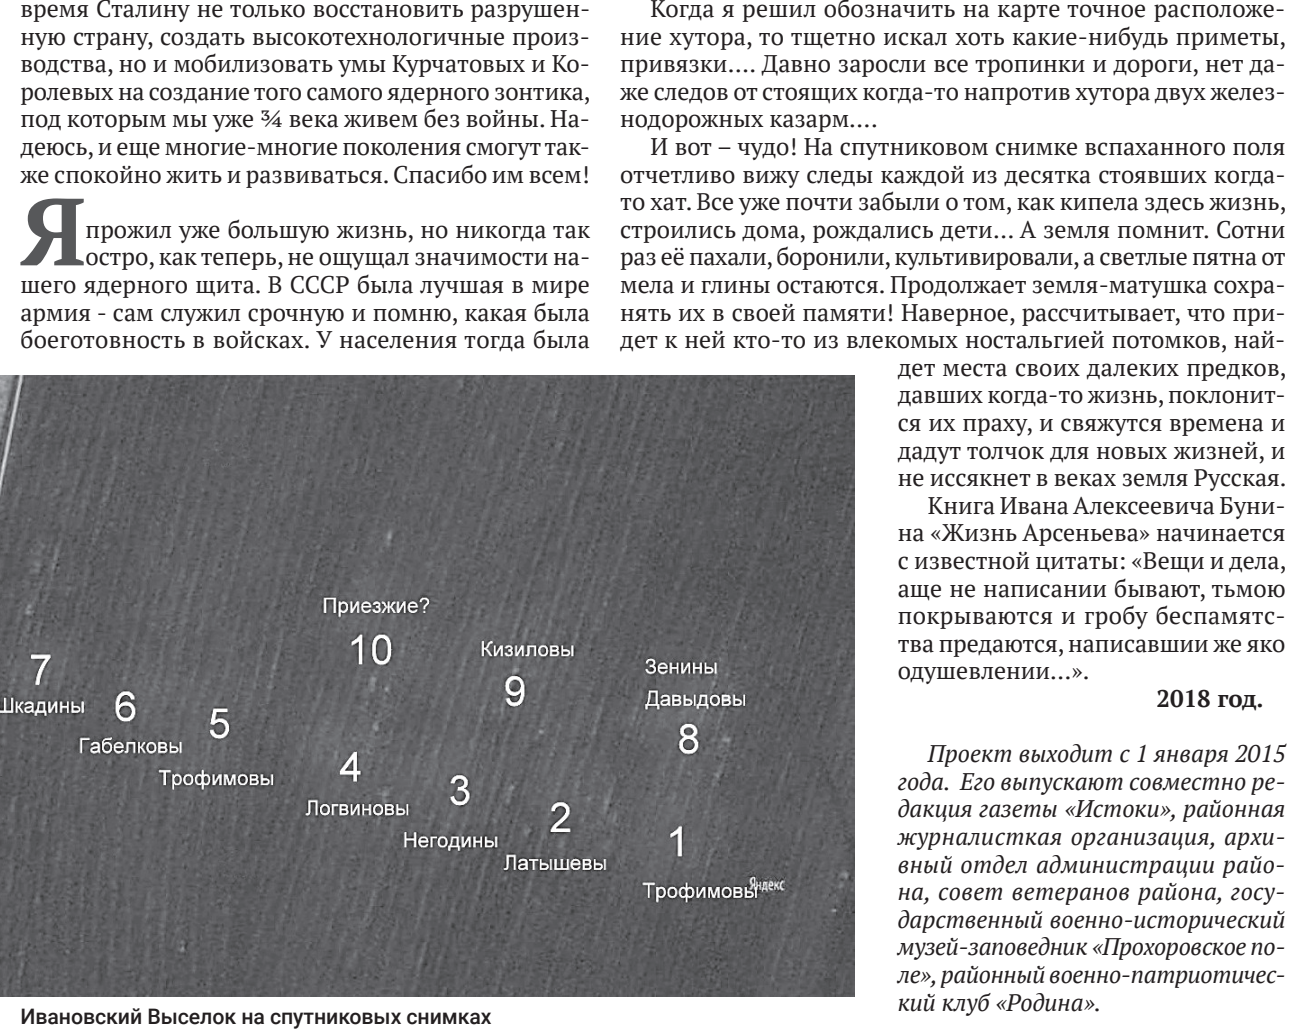 время Сталину не только восстановить разрушен-
ную страну, создать высокотехнологичные произ-
водства, но и мобилизовать умы Курчатовых и Ко-
ролевых на создание того самого ядерного зонтика,
под которым мы уже ¾ века живем без войны. На-
деюсь, и еще многие-многие поколения смогут так-
же спокойно жить и развиваться. Спасибо им всем!
Я прожил уже большую жизнь, но никогда так
остро, как теперь, не ощущал значимости на-
шего ядерного щита. В СССР была лучшая в мире
армия - сам служил срочную и помню, какая была
боеготовность в войсках. У населения тогда была
Когда я решил обозначить на карте точное расположе-
ние хутора, то тщетно искал хоть какие-нибудь приметы,
привязки.... Давно заросли все тропинки и дороги, нет да-
же следов от стоящих когда-то напротив хутора двух желез-
нодорожных казарм....
И вот – чудо! На спутниковом снимке вспаханного поля
отчетливо вижу следы каждой из десятка стоявших когда-
то хат. Все уже почти забыли о том, как кипела здесь жизнь,
строились дома, рождались дети... А земля помнит. Сотни
раз её пахали, боронили, культивировали, а светлые пятна от
мела и глины остаются. Продолжает земля-матушка сохра-
нять их в своей памяти! Наверное, рассчитывает, что при-
дет к ней кто-то из влекомых ностальгией потомков, най-
дет места своих далеких предков,
давших когда-то жизнь, поклонит-
ся их праху, и свяжутся времена и
дадут толчок для новых жизней, и
не иссякнет в веках земля Русская.
Книга Ивана Алексеевича Буни-
на «Жизнь Арсеньева» начинается
с известной цитаты: «Вещи и дела,
аще не написании бывают, тьмою
покрываются и гробу беспамятс-
тва предаются, написавшии же яко
одушевлении...».
2018 год.
Проект выходит с 1 января 2015
года. Его выпускают совместно ре-
дакция газеты «Истоки», районная
журналисткая организация, архи-
вный отдел администрации райо-
на, совет ветеранов района, госу-
дарственный военно-исторический
музей-заповедник «Прохоровское по-
ле», районный военно-патриотичес-
кий клуб «Родина».
Приезжие?
10
Кизиловы
9
Зенины
Давыдовы
8
7
Шкадины
6
Габелковы
5
Трофимовы
4
Логвиновы
3
Негодины
2
Латышевы
1
Трофимовы
Яндекс
Ивановский Выселок на спутниковых снимках